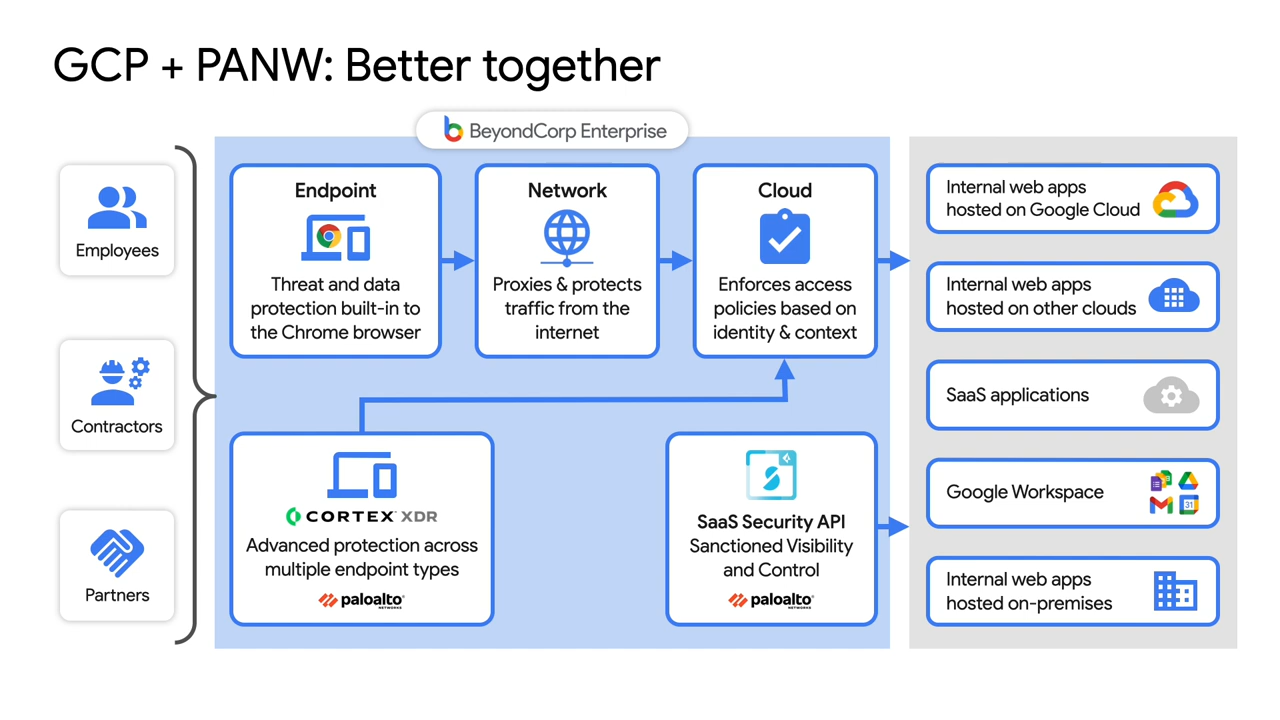 GCP + PANW: Better together
BeyondCorp Enterprise
Employees
Contractors
Partners
Endpoint
Threat and data
protection built-in to
the Chrome browser
Network
Proxies & protects
traffic from the
internet
Cloud
Enforces access
policies based on
identity & context
CORTEX XDR
Advanced protection across
multiple endpoint types
paloalto
NETWORKS
SaaS Security API
Sanctioned Visibility
and Control
paloalto
NETWORKS
Internal web apps
hosted on Google Cloud
Internal web apps
hosted on other clouds
SaaS applications
Google Workspace
31
Internal web apps
hosted on-premises